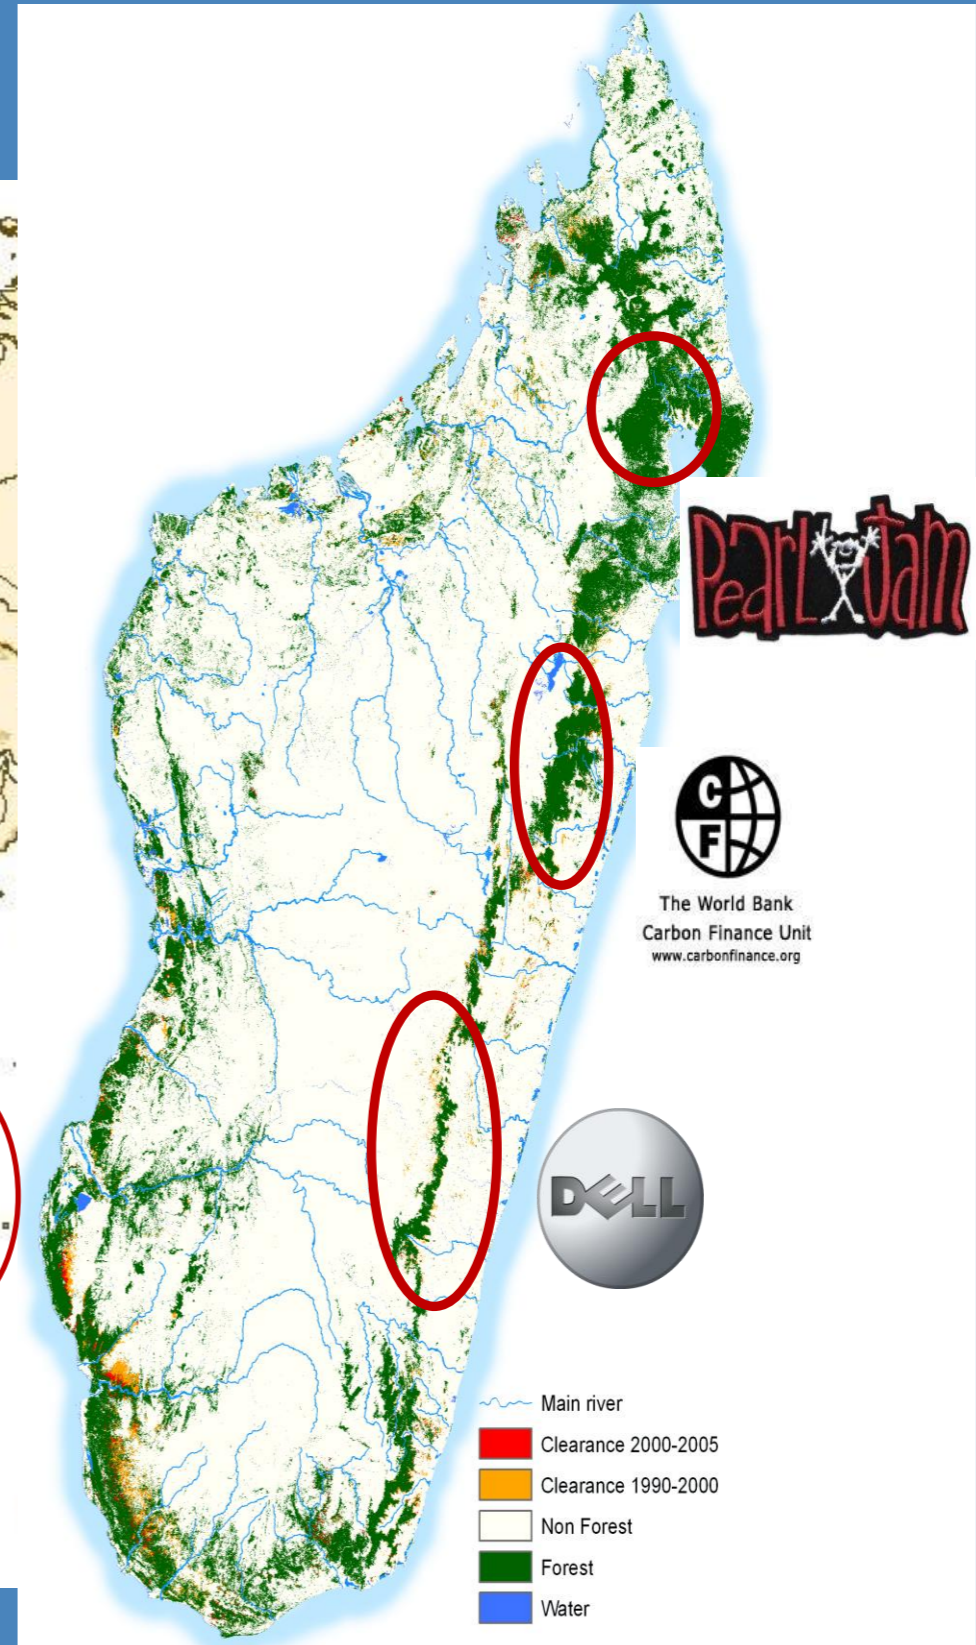 Pearl Jam
C
F
The World Bank
Carbon Finance Unit
www.carbonfinance.org
DELL
Main river
Clearance 2000-2005
Clearance 1990-2000
Non Forest
Forest
Water